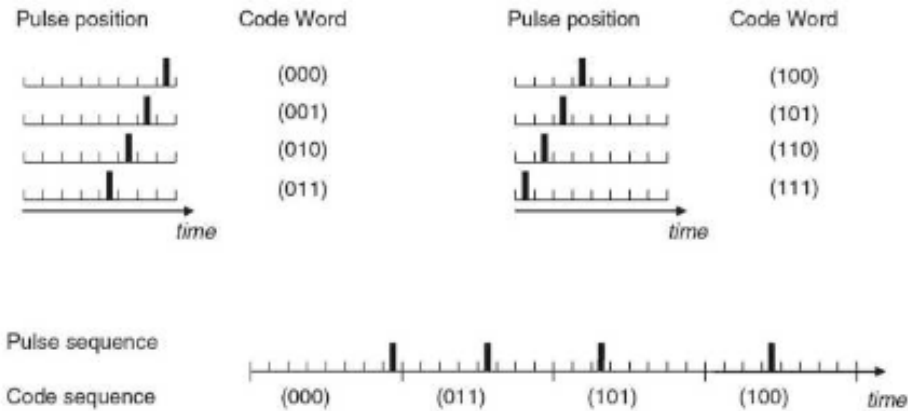 Pulse position Code Word Pulse position Code Word
(000) (100)
(001) (101)
(010) (110)
(011) (111)
time time
Pulse sequence
Code sequence (000) (011) (101) (100) time